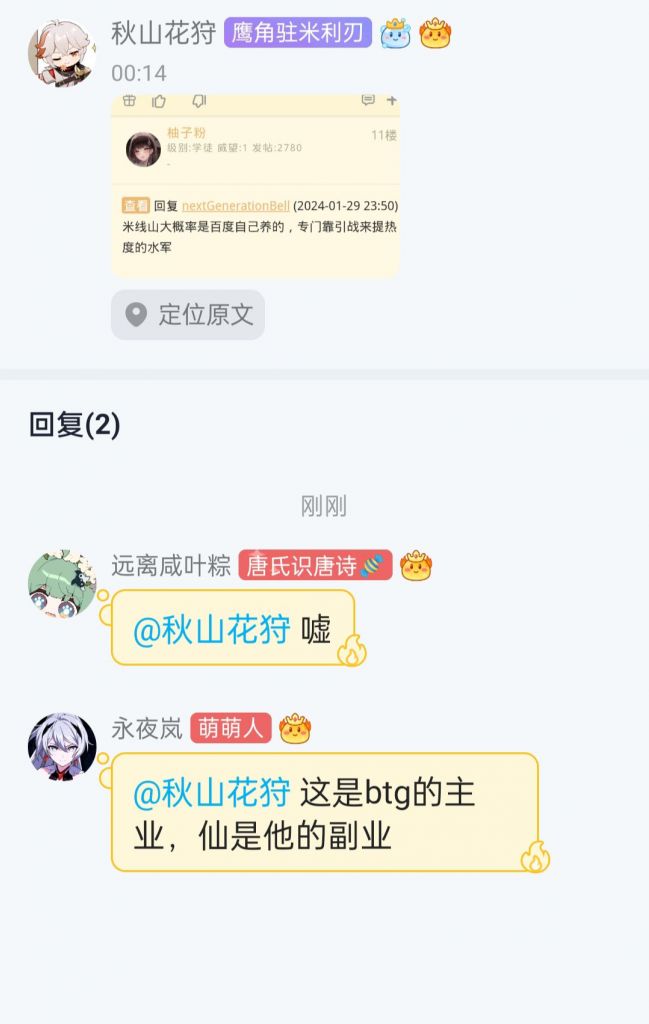 秋山花狩 鹰角驻米利刃
00:14
柚子粉 11楼
级别:学徒 威望:1 发帖:2780
-
查看 回复 nextGenerationBell (2024-01-29 23:50)
米线山大概率是百度自己养的，专门靠引战来提热
度的水军
定位原文
回复(2)
刚刚
远离咸叶粽 唐氏识唐诗
@秋山花狩 嘘
永夜岚 萌萌人
@秋山花狩 这是btg的主
业，仙是他的副业